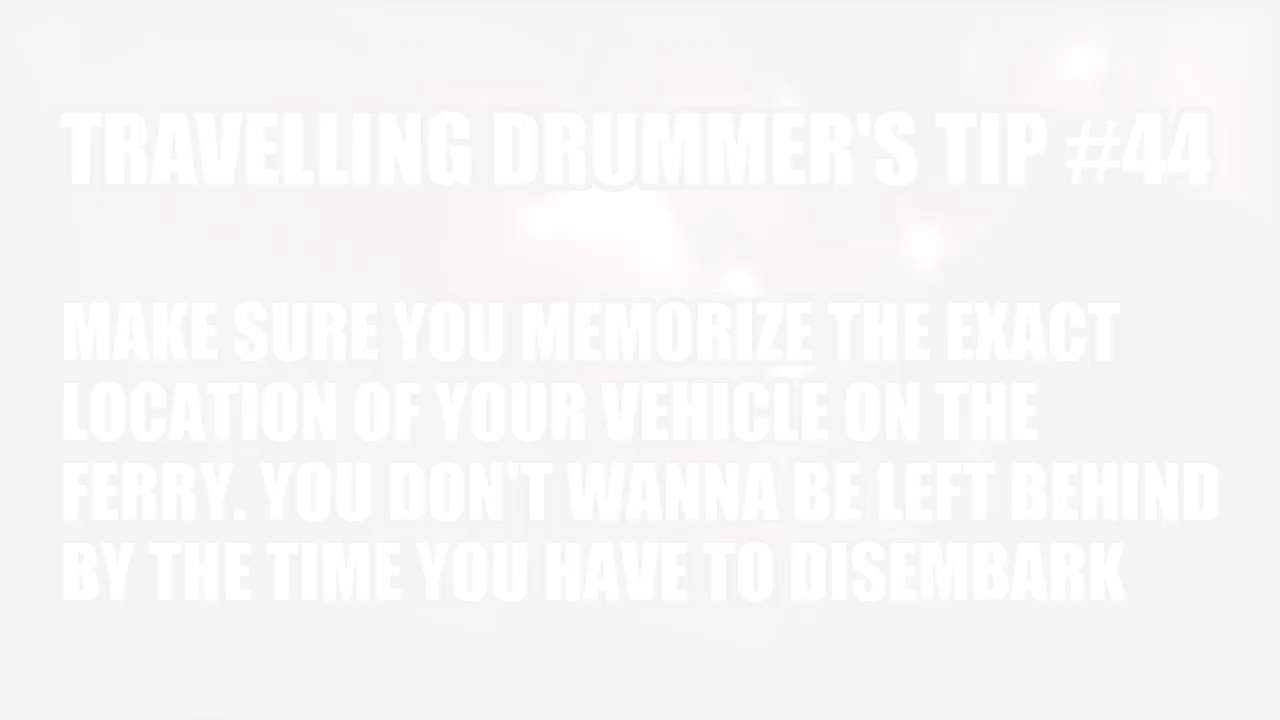 TRAVELLING DRUMMER'S TIP #44
MAKE SURE YOU MEMORIZE THE EXACT
LOCATION OF YOUR VEHICLE ON THE
FERRY. YOU DON'T WANNA BE LEFT BEHIND
BY THE TIME YOU HAVE TO DISEMBARK